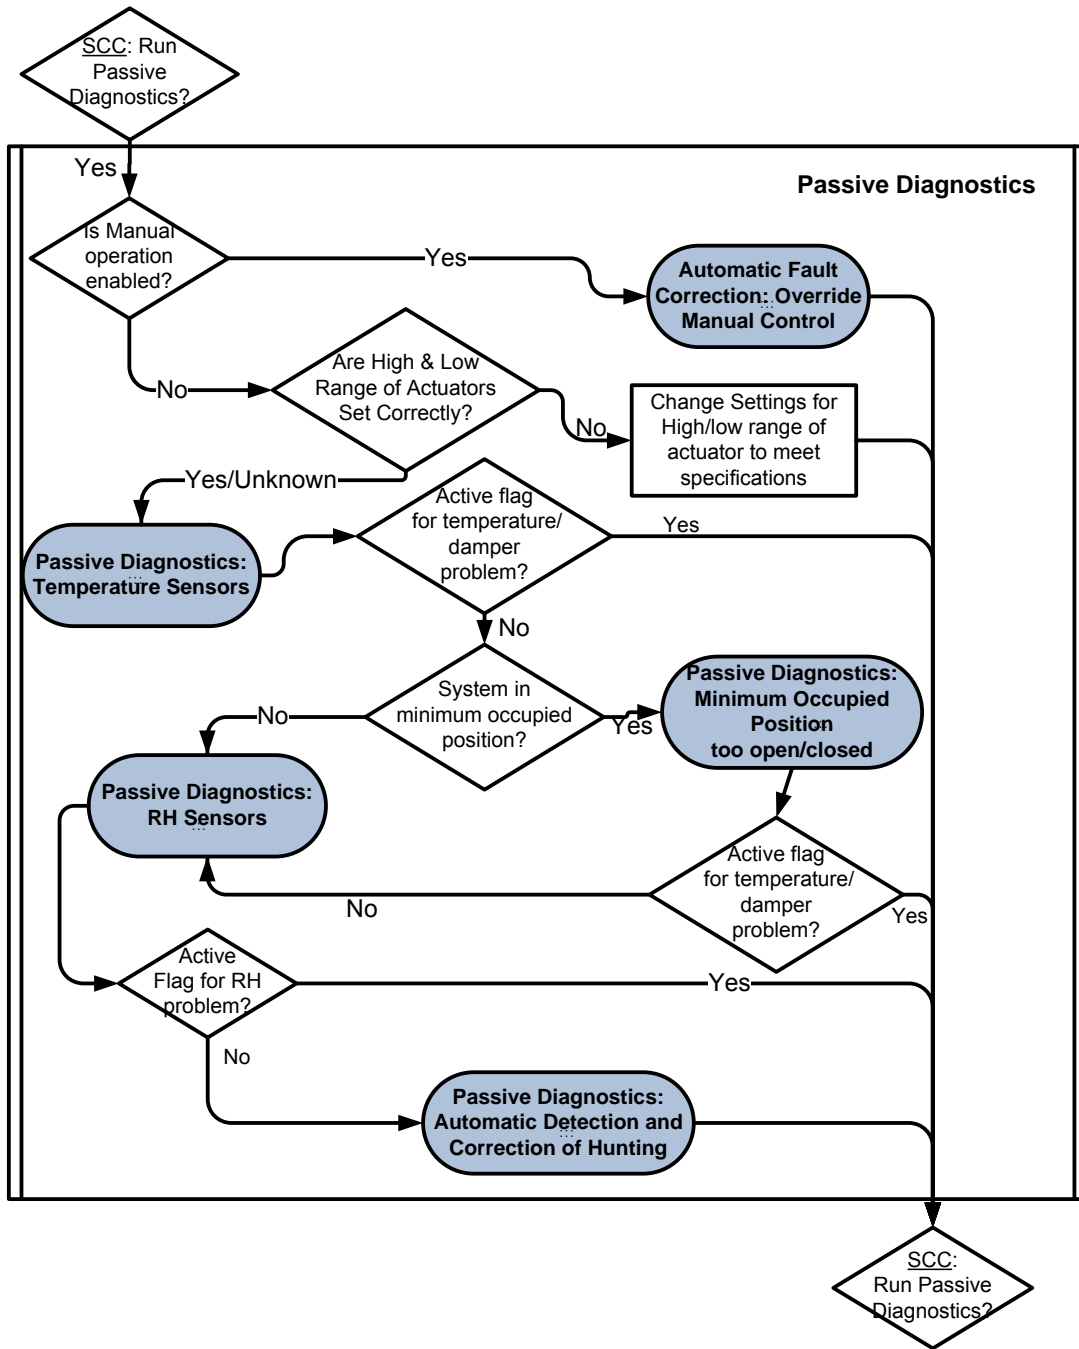 SCC: Run
Passive
Diagnostics?
Yes
Passive Diagnostics
Is Manual
operation
enabled?
Yes
Automatic Fault
Correction: Override
Manual Control
No
Are High & Low
Range of Actuators
Set Correctly?
No
Change Settings for
High/low range of
actuator to meet
specifications
Yes/Unknown
Passive Diagnostics:
Temperature Sensors
Active flag
for temperature/
damper
problem?
Yes
No
System in
minimum occupied
position?
No
Yes
Passive Diagnostics:
Minimum Occupied
Position
too open/closed
Passive Diagnostics:
RH Sensors
Active flag
for temperature/
damper
problem?
No
Yes
Active
Flag for RH
problem?
Yes
No
Passive Diagnostics:
Automatic Detection and
Correction of Hunting
SCC:
Run Passive
Diagnostics?